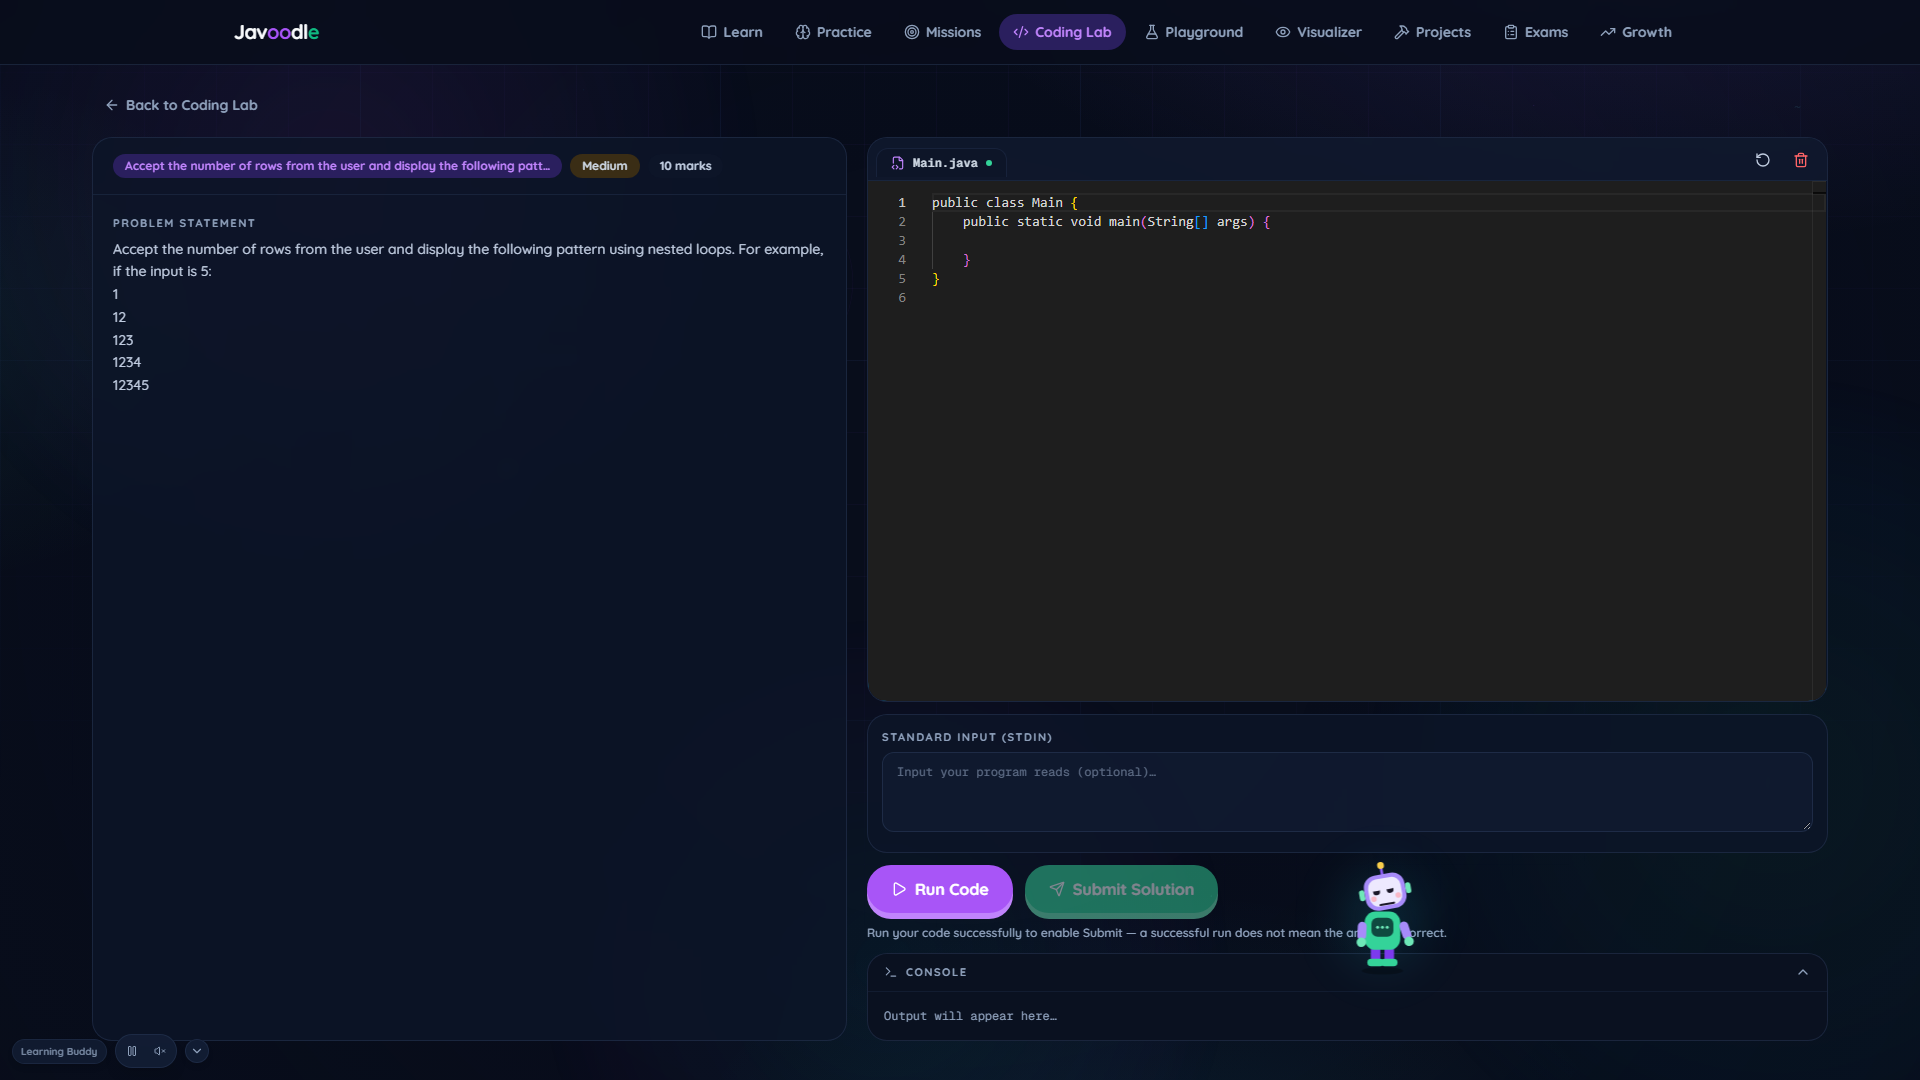 Javoodle
Learn
Practice
Missions
Coding Lab
Playground
Visualizer
Projects
Exams
Growth
Back to Coding Lab
Accept the number of rows from the user and display the following patt…
Medium
10 marks
PROBLEM STATEMENT
Accept the number of rows from the user and display the following pattern using nested loops. For example,
if the input is 5:
1
12
123
1234
12345
Main.java
1 public class Main {
2     public static void main(String[] args) {
3
4     }
5 }
6
STANDARD INPUT (STDIN)
Input your program reads (optional)…
Run Code
Submit Solution
Run your code successfully to enable Submit — a successful run does not mean the
CONSOLE
Output will appear here…
Learning Buddy